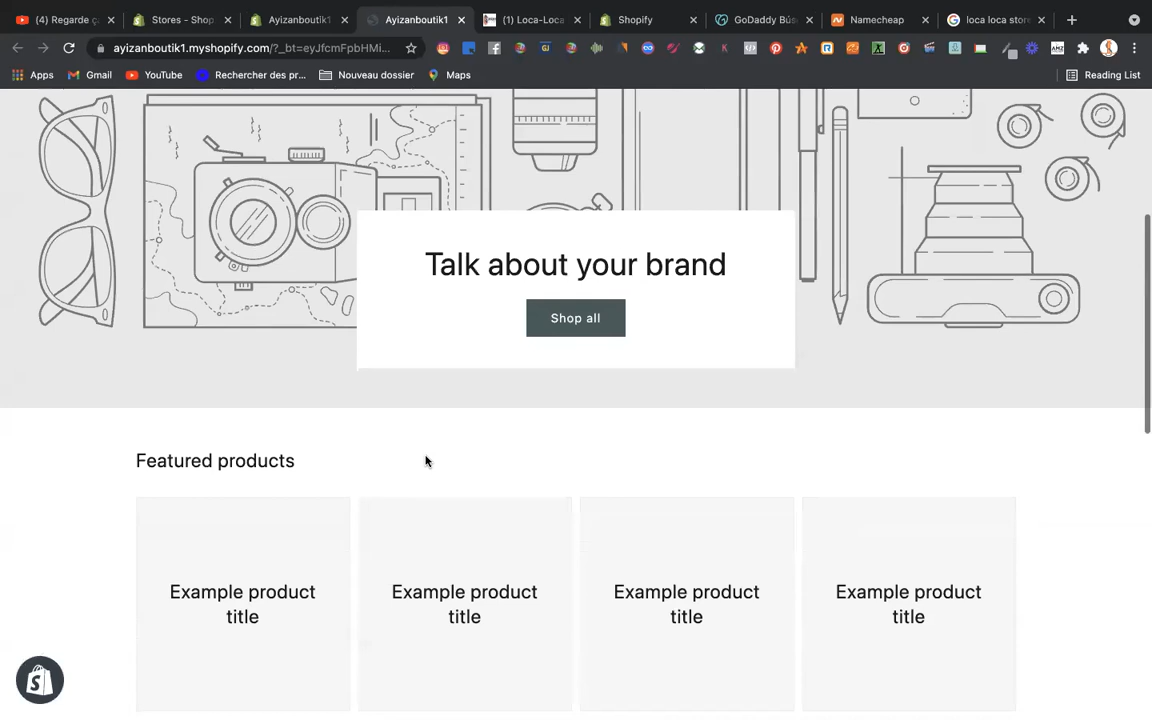 (4) Regarde ç
Stores - Shop
Ayizanboutik1
Ayizanboutik1
(1) Loca-Loca
Shopify
GoDaddy Bús
Namecheap
loca loca store
ayizanboutik1.myshopify.com/?_bt=eyJfcmFpbHMi...
Apps
Gmail
YouTube
Rechercher des pr...
Nouveau dossier
Maps
Reading List
Talk about your brand
Shop all
Featured products
Example product
title
Example product
title
Example product
title
Example product
title